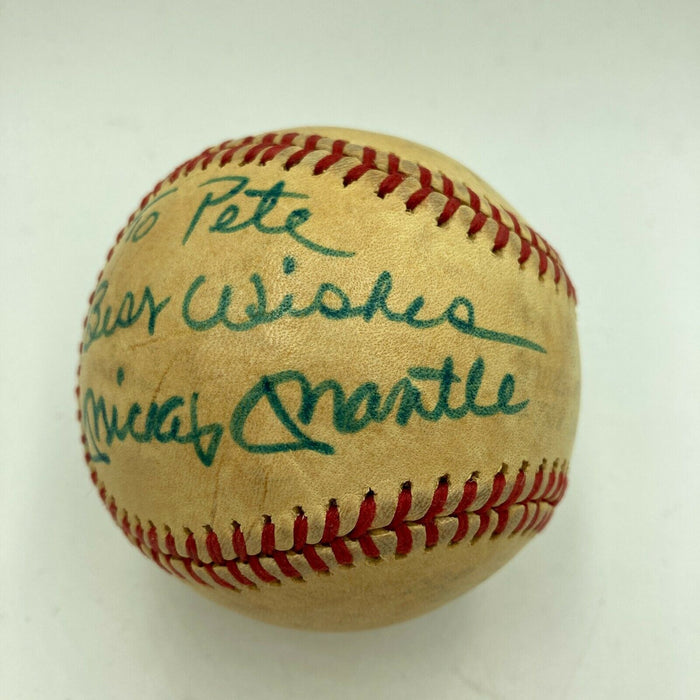 To Pete
Best Wishes
Mickey Mantle